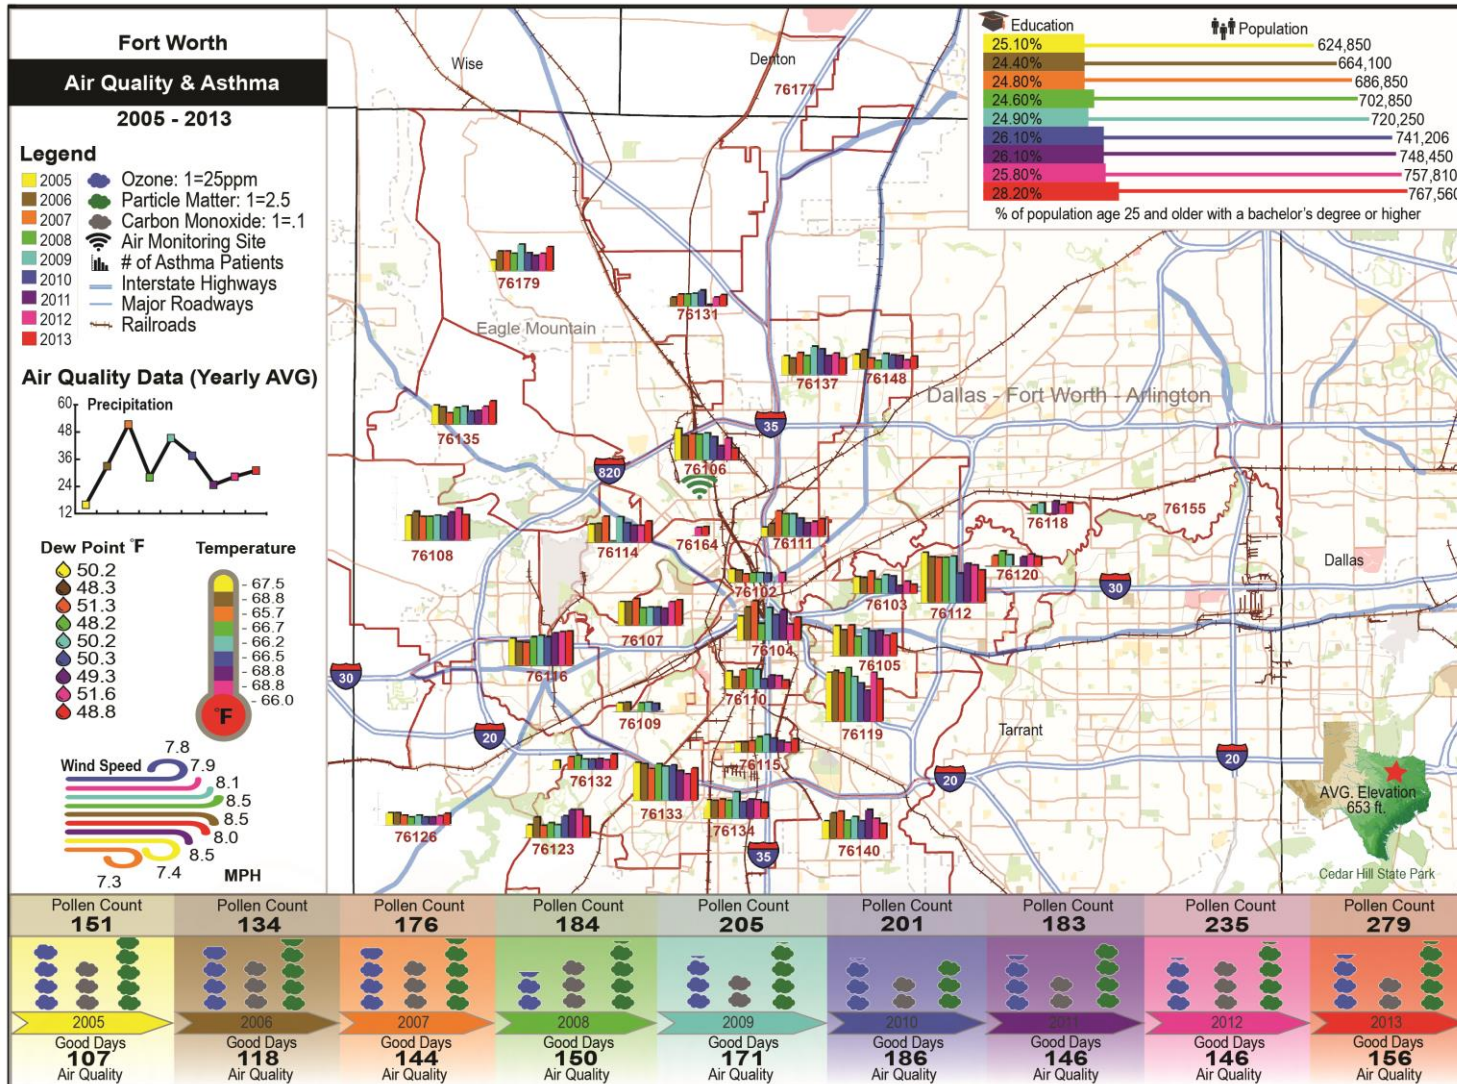 Fort Worth
Air Quality & Asthma
2005 - 2013
Legend
2005
2006
2007
2008
2009
2010
2011
2012
2013
Ozone: 1=25ppm
Particle Matter: 1=2.5
Carbon Monoxide: 1=.1
Air Monitoring Site
# of Asthma Patients
Interstate Highways
Major Roadways
Railroads
Air Quality Data (Yearly AVG)
Precipitation
60
48
36
24
12
Dew Point °F
50.2
48.3
51.3
48.2
50.2
50.3
49.3
51.6
48.8
Temperature
67.5
68.8
65.7
66.7
66.2
66.5
68.8
68.8
66.0
°F
Wind Speed
7.8
7.9
8.1
8.5
8.5
8.0
8.5
7.4
7.3
MPH
Education
Population
25.10% 624,850
24.40% 664,100
24.80% 686,850
24.60% 702,850
24.90% 720,250
26.10% 741,206
26.10% 748,450
25.80% 757,810
28.20% 767,560
% of population age 25 and older with a bachelor's degree or higher
Wise
Denton
76177
76179
76131
Eagle Mountain
76137
76148
Dallas - Fort Worth - Arlington
76135
35
76106
820
76108
76114
76164
76111
76118
76155
Dallas
76102
76103
76112
76120
30
76107
76104
76105
76116
30
76110
76109
76119
Tarrant
20
76115
76132
20
20
76133
76134
76126
76123
76140
35
AVG. Elevation
653 ft.
Cedar Hill State Park
Pollen Count
151
2005
Good Days
107
Air Quality
Pollen Count
134
2006
Good Days
118
Air Quality
Pollen Count
176
2007
Good Days
144
Air Quality
Pollen Count
184
2008
Good Days
150
Air Quality
Pollen Count
205
2009
Good Days
171
Air Quality
Pollen Count
201
2010
Good Days
186
Air Quality
Pollen Count
183
2011
Good Days
146
Air Quality
Pollen Count
235
2012
Good Days
146
Air Quality
Pollen Count
279
2013
Good Days
156
Air Quality